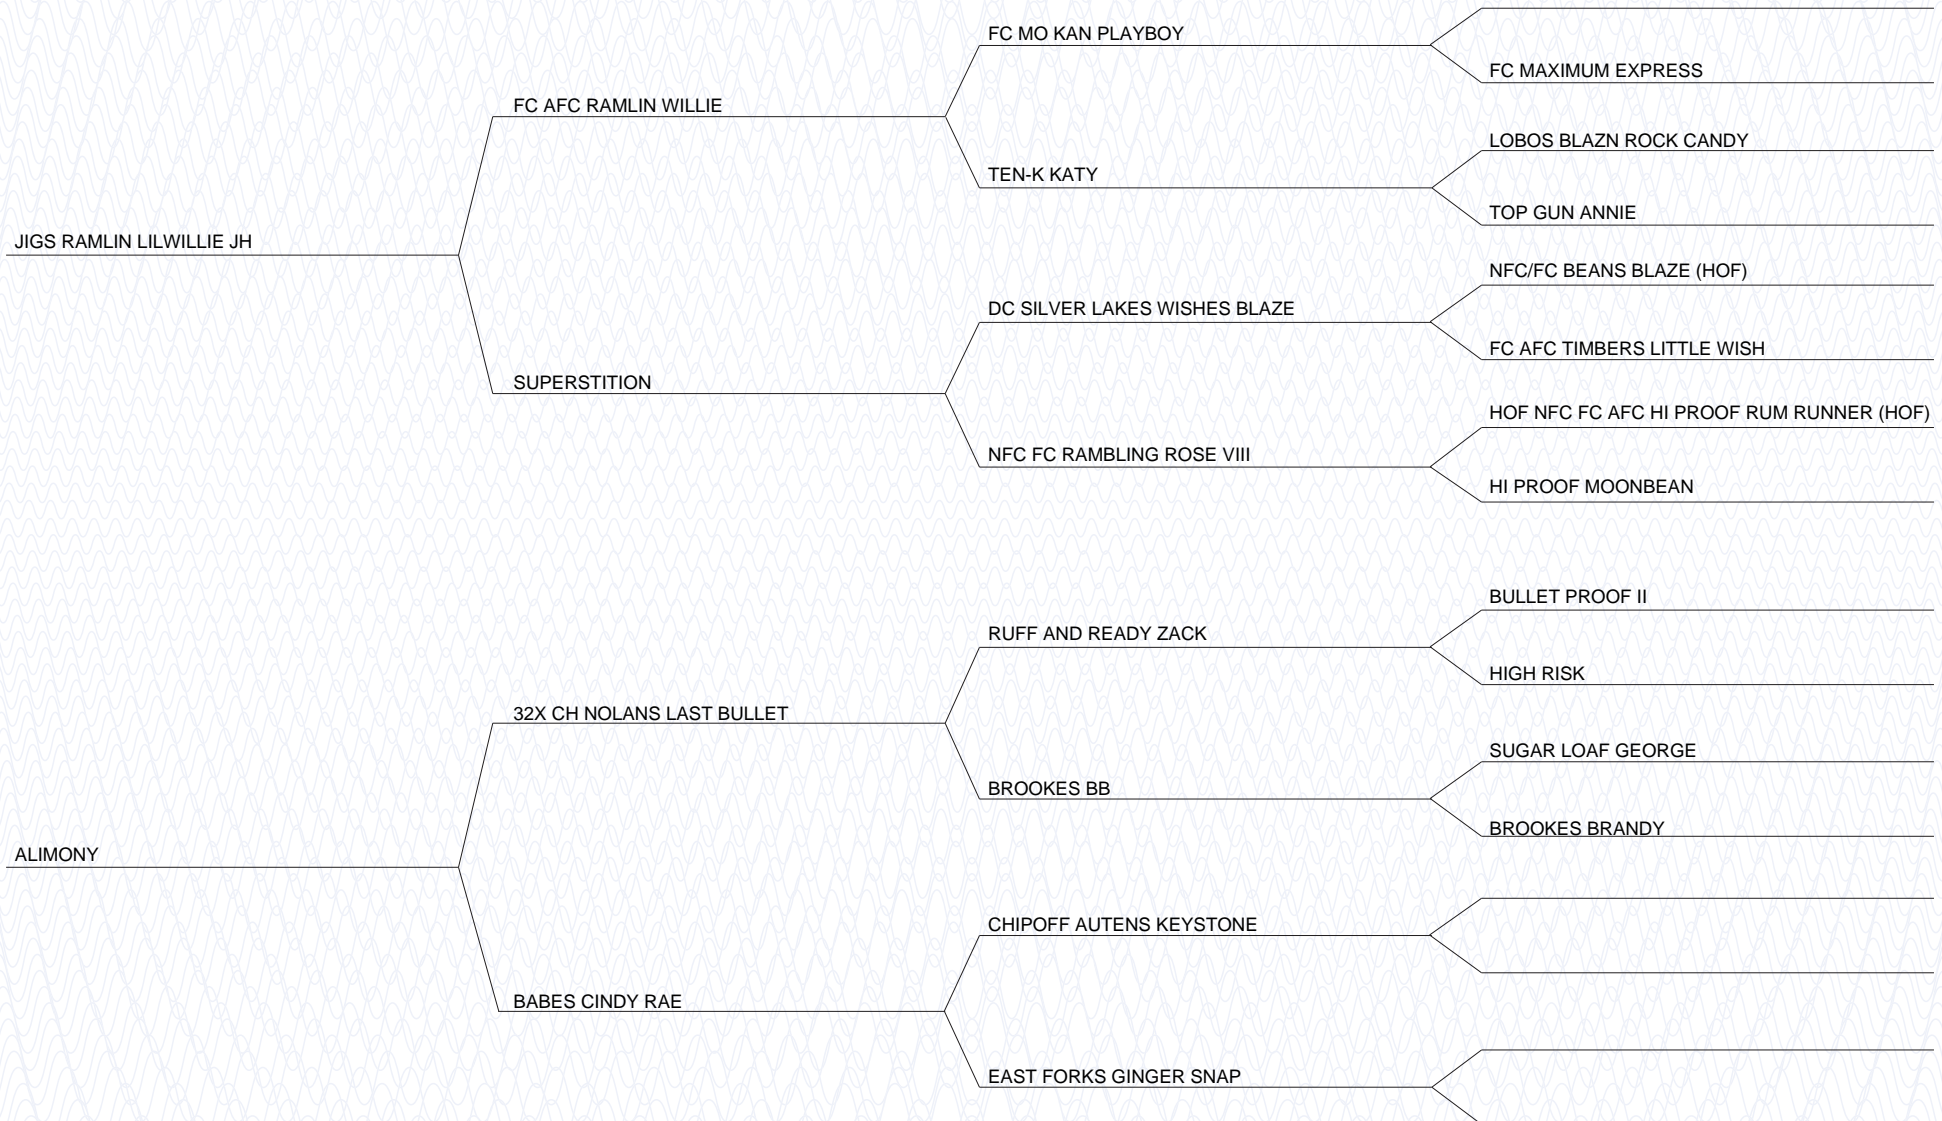 FC MO KAN PLAYBOY
FC MAXIMUM EXPRESS
FC AFC RAMLIN WILLIE
LOBOS BLAZN ROCK CANDY
TEN-K KATY
TOP GUN ANNIE
JIGS RAMLIN LILWILLIE JH
NFC/FC BEANS BLAZE (HOF)
DC SILVER LAKES WISHES BLAZE
FC AFC TIMBERS LITTLE WISH
SUPERSTITION
HOF NFC FC AFC HI PROOF RUM RUNNER (HOF)
NFC FC RAMBLING ROSE VIII
HI PROOF MOONBEAN
BULLET PROOF II
RUFF AND READY ZACK
HIGH RISK
32X CH NOLANS LAST BULLET
SUGAR LOAF GEORGE
BROOKES BB
BROOKES BRANDY
ALIMONY
CHIPOFF AUTENS KEYSTONE
BABES CINDY RAE
EAST FORKS GINGER SNAP